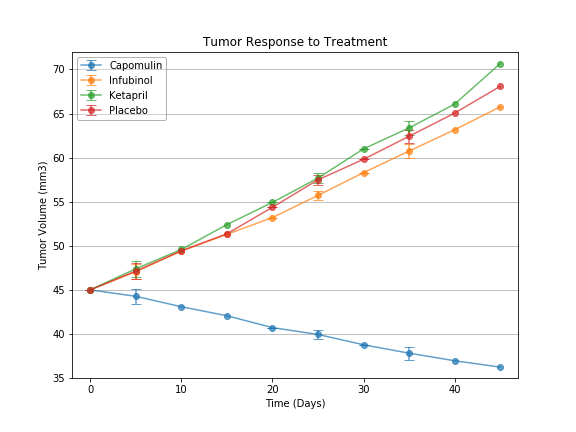 Tumor Response to Treatment
Capomulin
Infubinol
Ketapril
Placebo
Tumor Volume (mm3)
70
65
60
55
50
45
40
35
0
10
20
30
40
Time (Days)